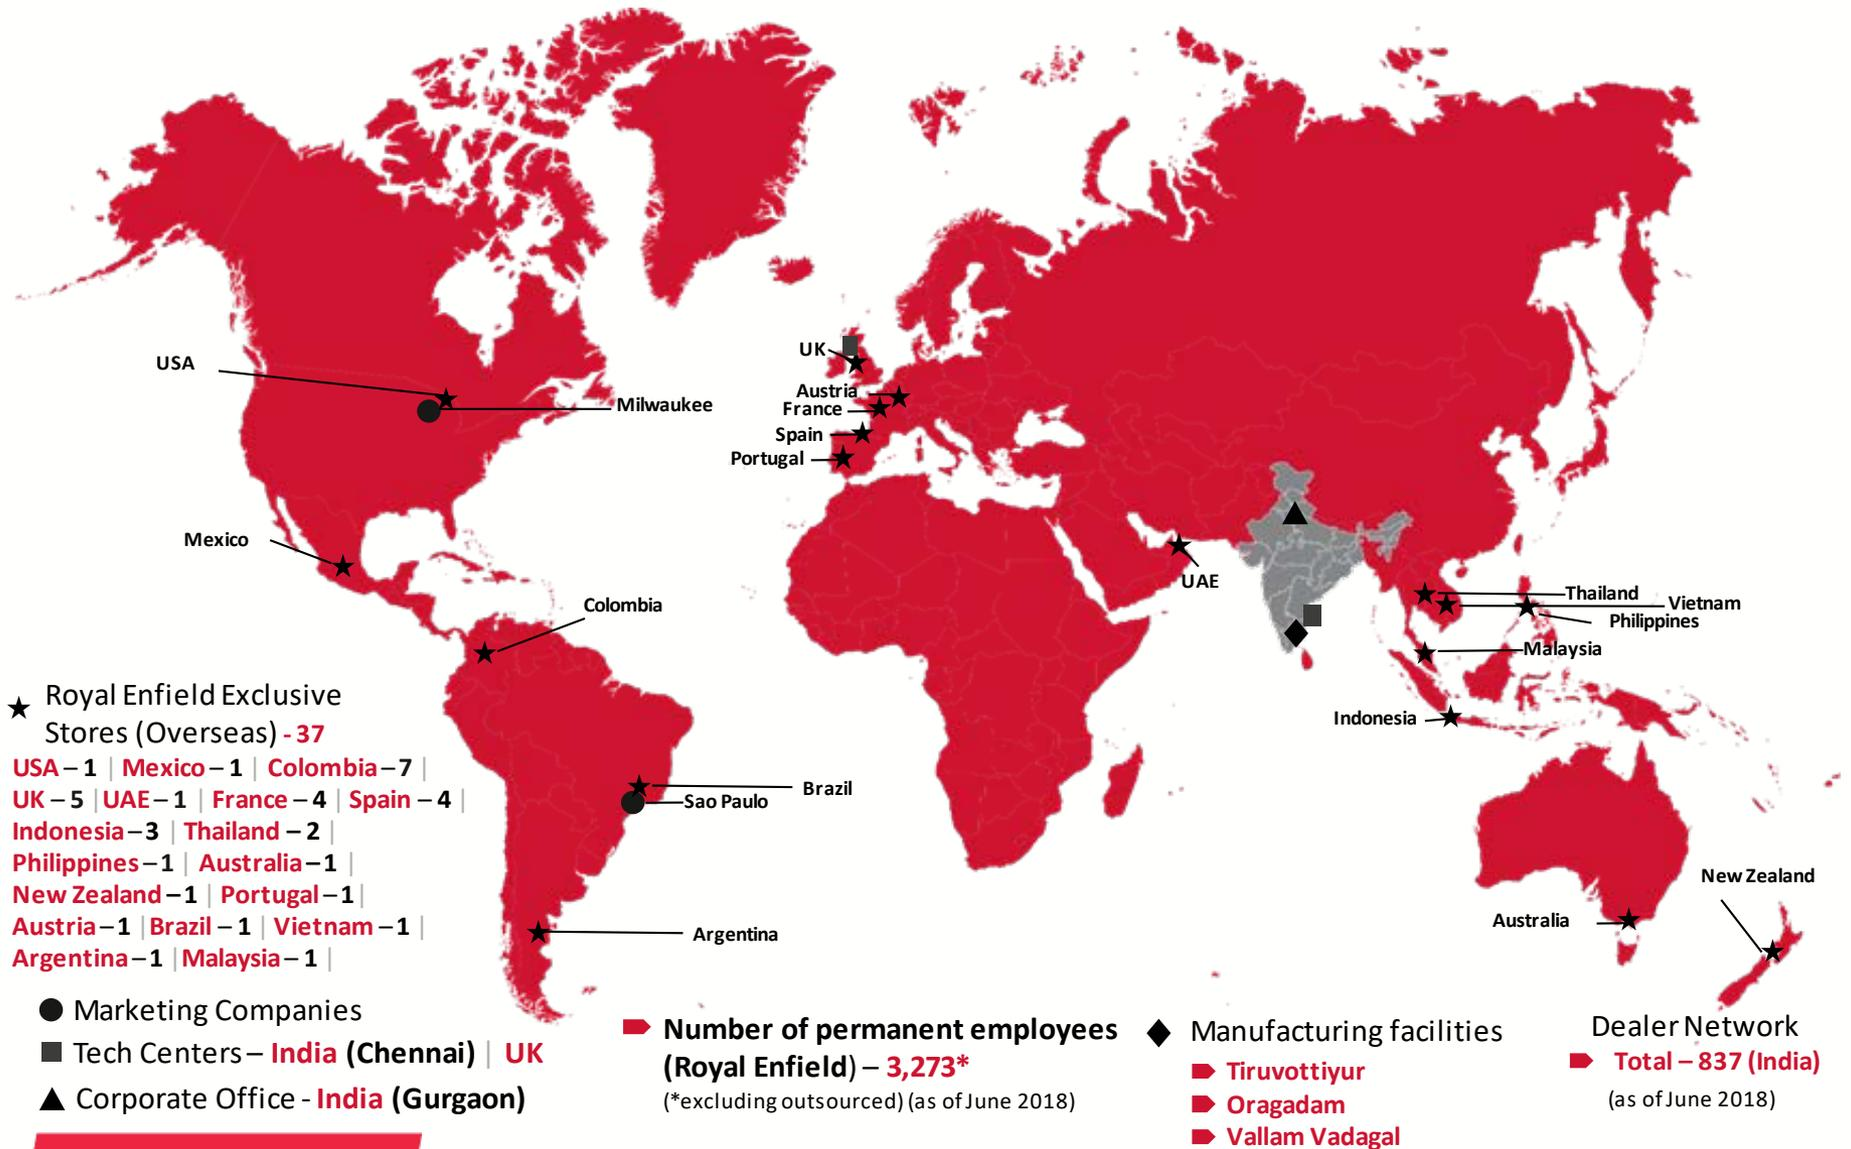 USA
Milwaukee
Mexico
Colombia
UK
Austria
France
Spain
Portugal
UAE
Thailand
Vietnam
Philippines
Malaysia
Indonesia
Brazil
Sao Paulo
Argentina
Australia
New Zealand
Royal Enfield Exclusive
Stores (Overseas) - 37
USA – 1 | Mexico – 1 | Colombia – 7 |
UK – 5 | UAE – 1 | France – 4 | Spain – 4 |
Indonesia – 3 | Thailand – 2 |
Philippines – 1 | Australia – 1 |
New Zealand – 1 | Portugal – 1 |
Austria – 1 | Brazil – 1 | Vietnam – 1 |
Argentina – 1 | Malaysia – 1 |
Marketing Companies
Tech Centers – India (Chennai) | UK
Corporate Office - India (Gurgaon)
Number of permanent employees
(Royal Enfield) – 3,273*
(*excluding outsourced) (as of June 2018)
Manufacturing facilities
Tiruvottiyur
Oragadam
Vallam Vadagal
Dealer Network
Total – 837 (India)
(as of June 2018)